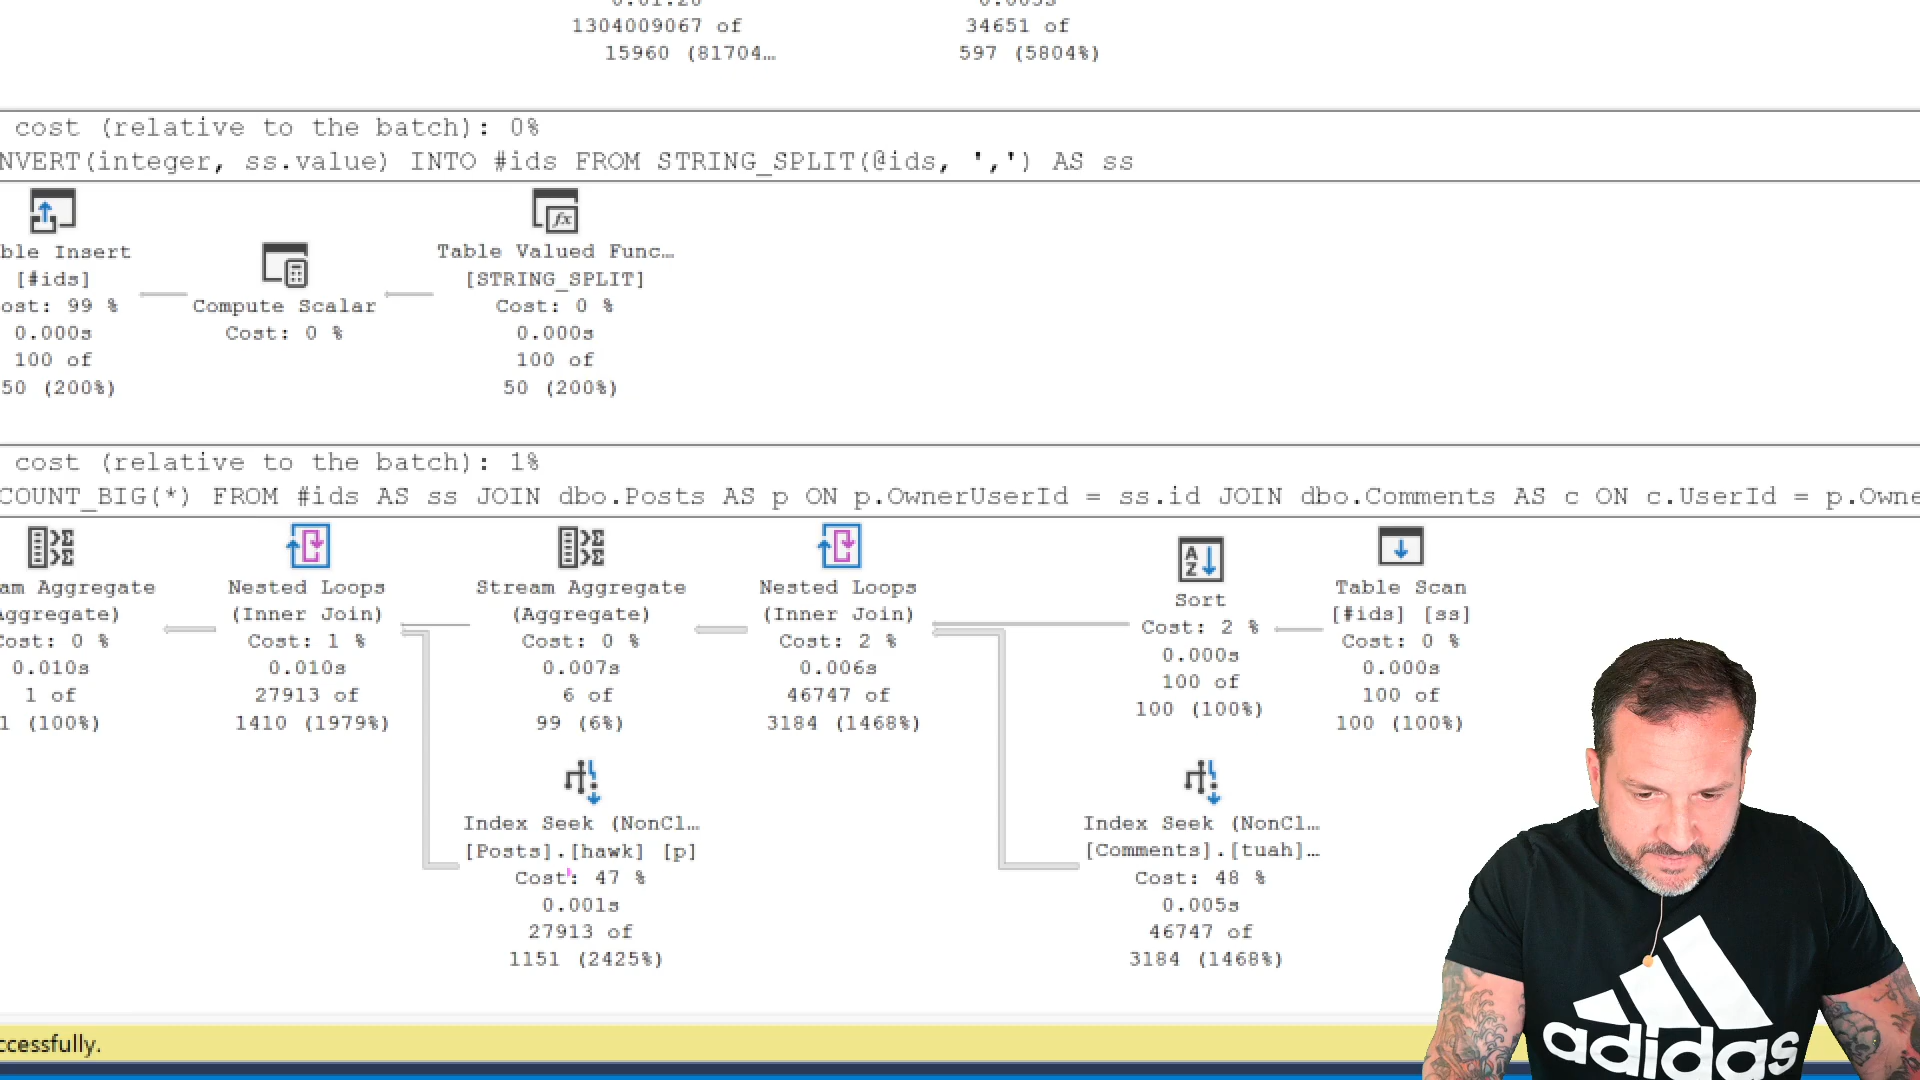 1304009067 of
34651 of
15960 (81704…
597 (5804%)
cost (relative to the batch): 0%
NVERT(integer, ss.value) INTO #ids FROM STRING_SPLIT(@ids, ',') AS ss
ble Insert
[#ids]
ost: 99 %
0.000s
100 of
50 (200%)
Compute Scalar
Cost: 0 %
Table Valued Func…
[STRING_SPLIT]
Cost: 0 %
0.000s
100 of
50 (200%)
cost (relative to the batch): 1%
COUNT_BIG(*) FROM #ids AS ss JOIN dbo.Posts AS p ON p.OwnerUserId = ss.id JOIN dbo.Comments AS c ON c.UserId = p.Owne
am Aggregate
Aggregate)
Cost: 0 %
0.010s
1 of
1 (100%)
Nested Loops
(Inner Join)
Cost: 1 %
0.010s
27913 of
1410 (1979%)
Stream Aggregate
(Aggregate)
Cost: 0 %
0.007s
6 of
99 (6%)
Nested Loops
(Inner Join)
Cost: 2 %
0.006s
46747 of
3184 (1468%)
Sort
Cost: 2 %
0.000s
100 of
100 (100%)
Table Scan
[#ids] [ss]
Cost: 0 %
0.000s
100 of
100 (100%)
Index Seek (NonCl…
[Posts].[hawk] [p]
Cost: 47 %
0.001s
27913 of
1151 (2425%)
Index Seek (NonCl…
[Comments].[tuah]…
Cost: 48 %
0.005s
46747 of
3184 (1468%)
ccessfully.
adidas